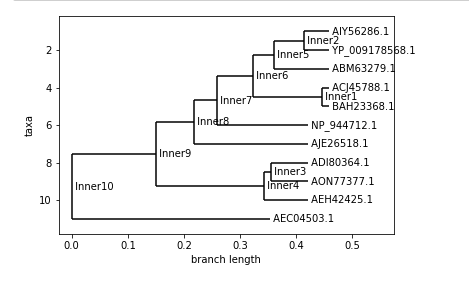 AIY56286.1
Inner2
2
YP_009178568.1
Inner5
ABM63279.1
Inner6
4
ACJ45788.1
Inner1
Inner7
BAH23368.1
taxa
6
Inner8
NP_944712.1
AJE26518.1
Inner9
8
ADI80364.1
Inner3
AON77377.1
Inner4
Inner10
10
AEH42425.1
AEC04503.1
0.0 0.1 0.2 0.3 0.4 0.5
branch length